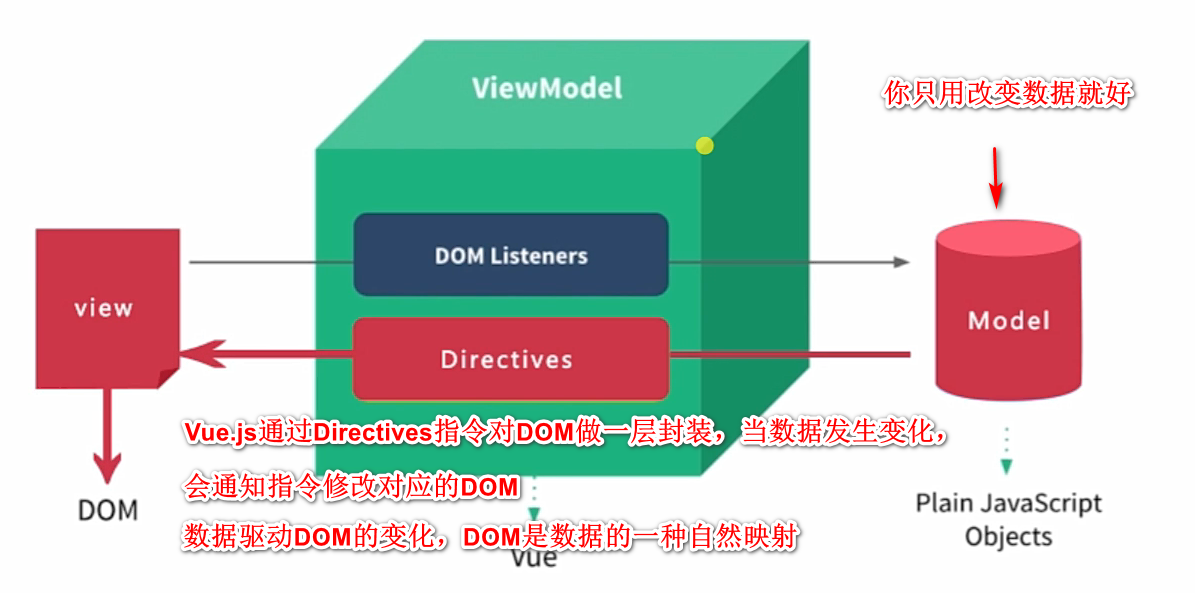 ViewModel
你只用改变数据就好
DOM Listeners
view
Model
Directives
Vue.js通过Directives指令对DOM做一层封装，当数据发生变化，
会通知指令修改对应的DOM
DOM
Plain JavaScript
Objects
数据驱动DOM的变化，DOM是数据的一种自然映射
Vue